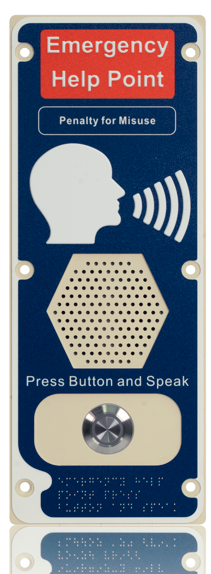 Emergency
Help Point
Penalty for Misuse
Press Button and Speak